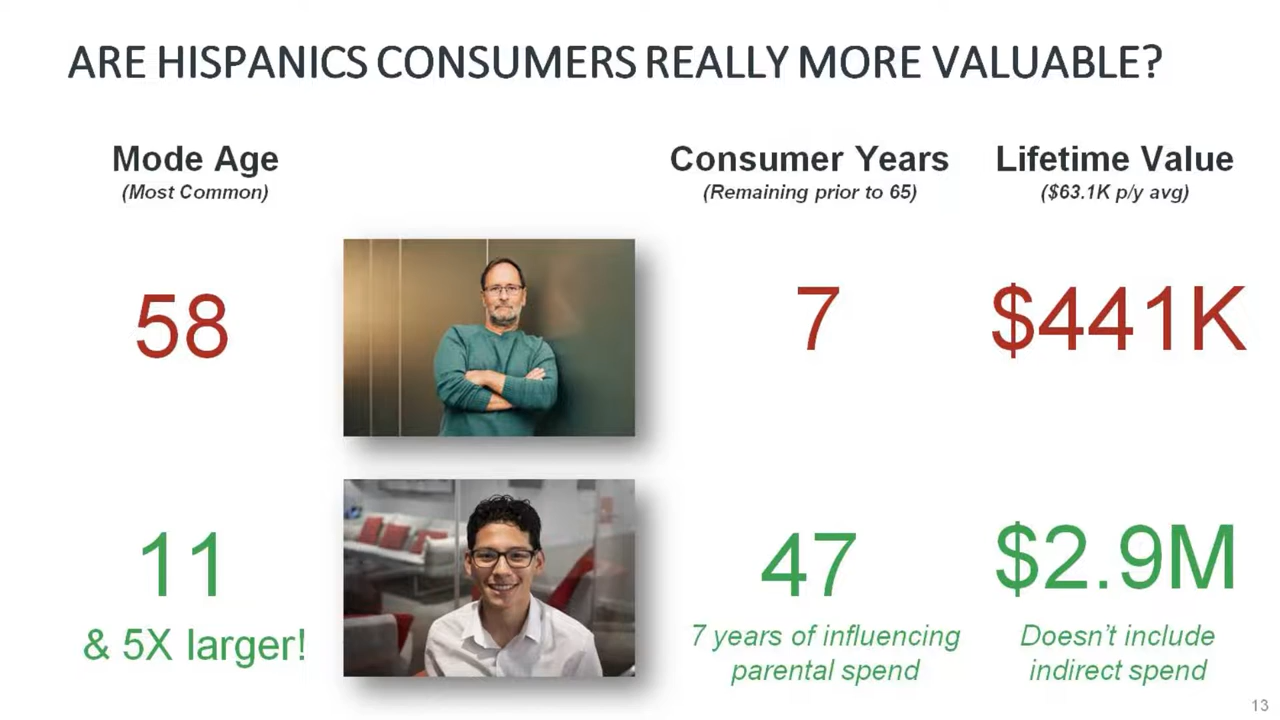 ARE HISPANICS CONSUMERS REALLY MORE VALUABLE?
Mode Age
(Most Common)
Consumer Years
(Remaining prior to 65)
Lifetime Value
($63.1K p/y avg)
58
7
$441K
11
& 5X larger!
47
7 years of influencing
parental spend
$2.9M
Doesn't include
indirect spend
13